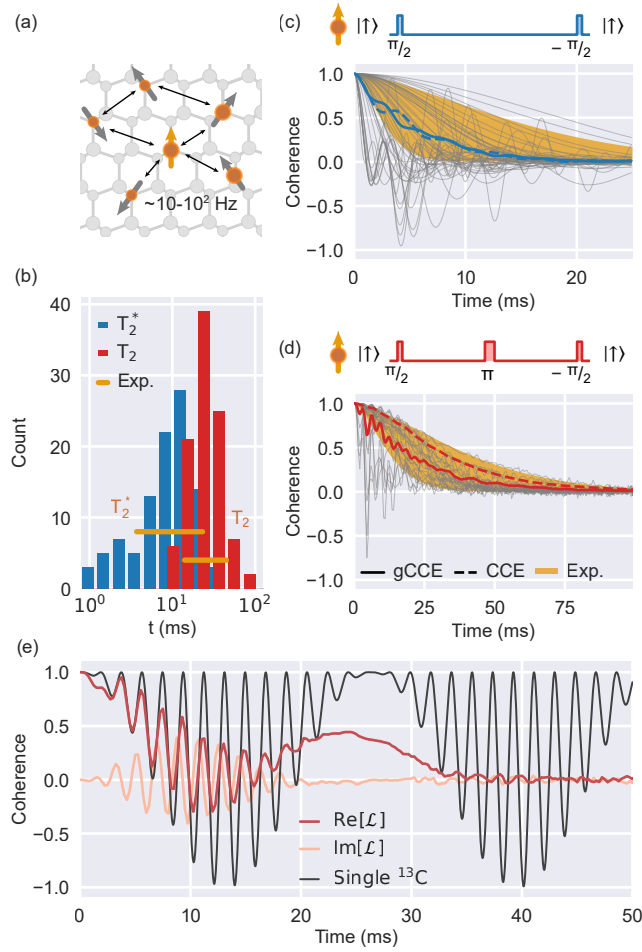 (a)
~10-10² Hz
(b)
40
30
20
10
0
Count
T₂*
T₂
Exp.
T₂*
T₂
10⁰
10¹
10²
t (ms)
(c)
|↑⟩
π/2
− π/2
|↑⟩
1.0
0.5
0.0
−0.5
−1.0
Coherence
0
10
20
Time (ms)
(d)
|↑⟩
π/2
π
− π/2
|↑⟩
1.0
0.5
0.0
−0.5
−1.0
Coherence
gCCE
CCE
Exp.
0
25
50
75
Time (ms)
(e)
1.0
0.5
0.0
−0.5
−1.0
Coherence
Re[ℒ]
Im[ℒ]
Single ¹³C
0
10
20
30
40
50
Time (ms)